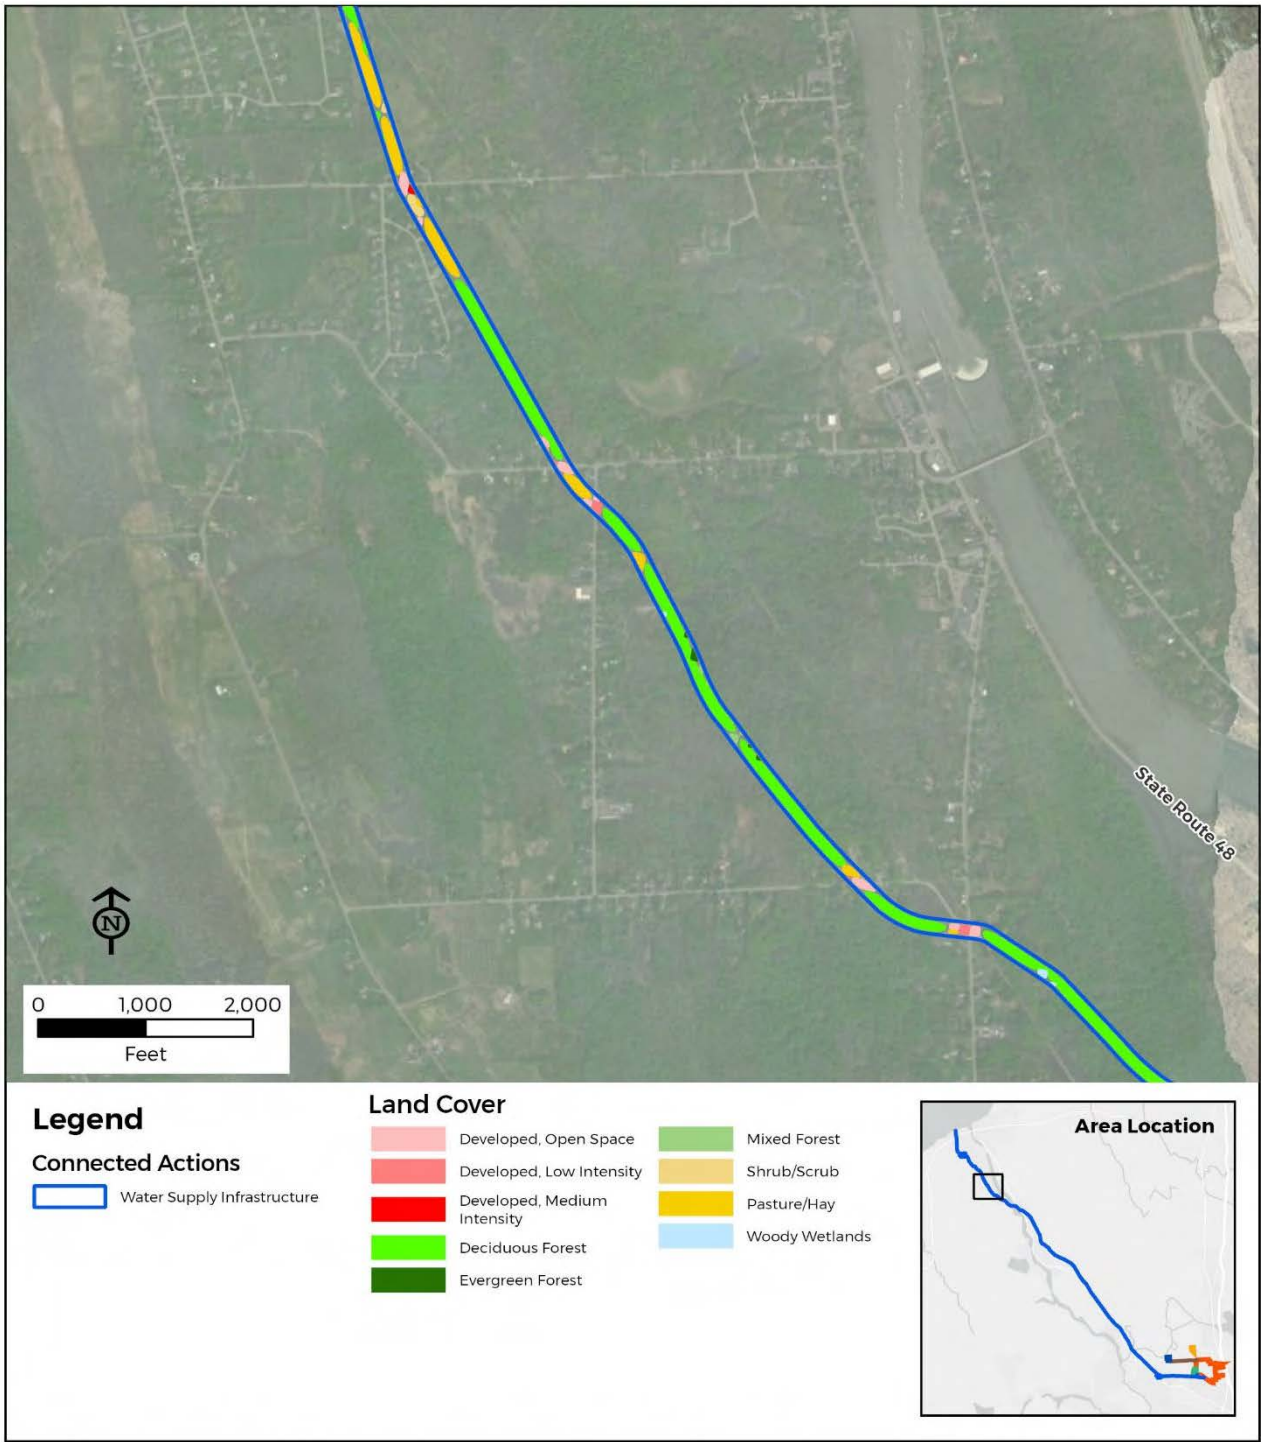 State Route 48
N
0 1,000 2,000
Feet
Legend
Connected Actions
Water Supply Infrastructure
Land Cover
Developed, Open Space
Developed, Low Intensity
Developed, Medium
Intensity
Deciduous Forest
Evergreen Forest
Mixed Forest
Shrub/Scrub
Pasture/Hay
Woody Wetlands
Area Location